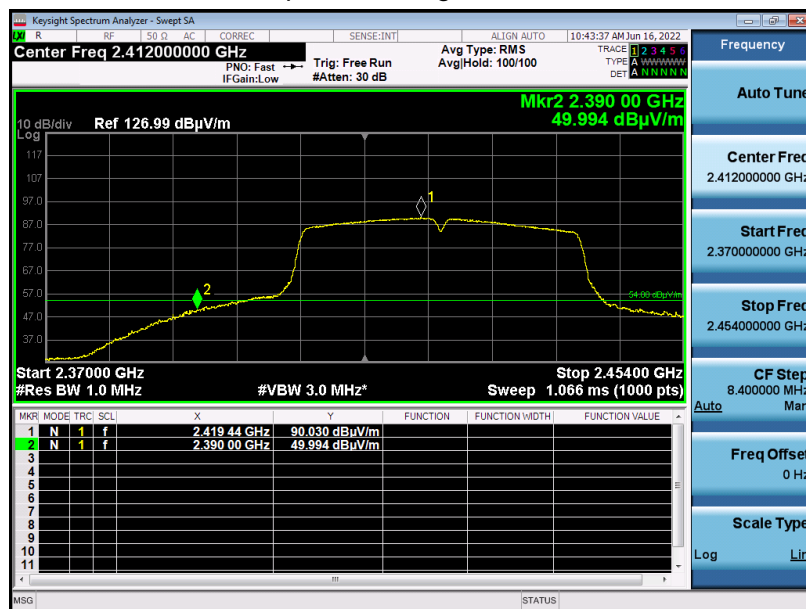 Keysight Spectrum Analyzer - Swept SA
LXI R RF 50 Ω AC CORREC SENSE:INT ALIGN AUTO 10:43:37 AM Jun 16, 2022
Center Freq 2.412000000 GHz
PNO: Fast
IFGain:Low
Trig: Free Run
#Atten: 30 dB
Avg Type: RMS
Avg|Hold: 100/100
TRACE 1 2 3 4 5 6
TYPE A WWWWW
DET A N N N N N
Mkr2 2.390 00 GHz
49.994 dBµV/m
10 dB/div Ref 126.99 dBµV/m
Log
117
107
97.0
87.0
77.0
67.0
57.0
47.0
37.0
1
2
54.00 dBµV/m
Start 2.37000 GHz Stop 2.45400 GHz
#Res BW 1.0 MHz #VBW 3.0 MHz* Sweep 1.066 ms (1000 pts)
MKR MODE TRC SCL X Y FUNCTION FUNCTION WIDTH FUNCTION VALUE
1 N 1 f 2.419 44 GHz 90.030 dBµV/m
2 N 1 f 2.390 00 GHz 49.994 dBµV/m
3
4
5
6
7
8
9
10
11
MSG STATUS
Frequency
Auto Tune
Center Freq
2.412000000 GHz
Start Freq
2.370000000 GHz
Stop Freq
2.454000000 GHz
CF Step
8.400000 MHz
Auto Man
Freq Offset
0 Hz
Scale Type
Log Lin